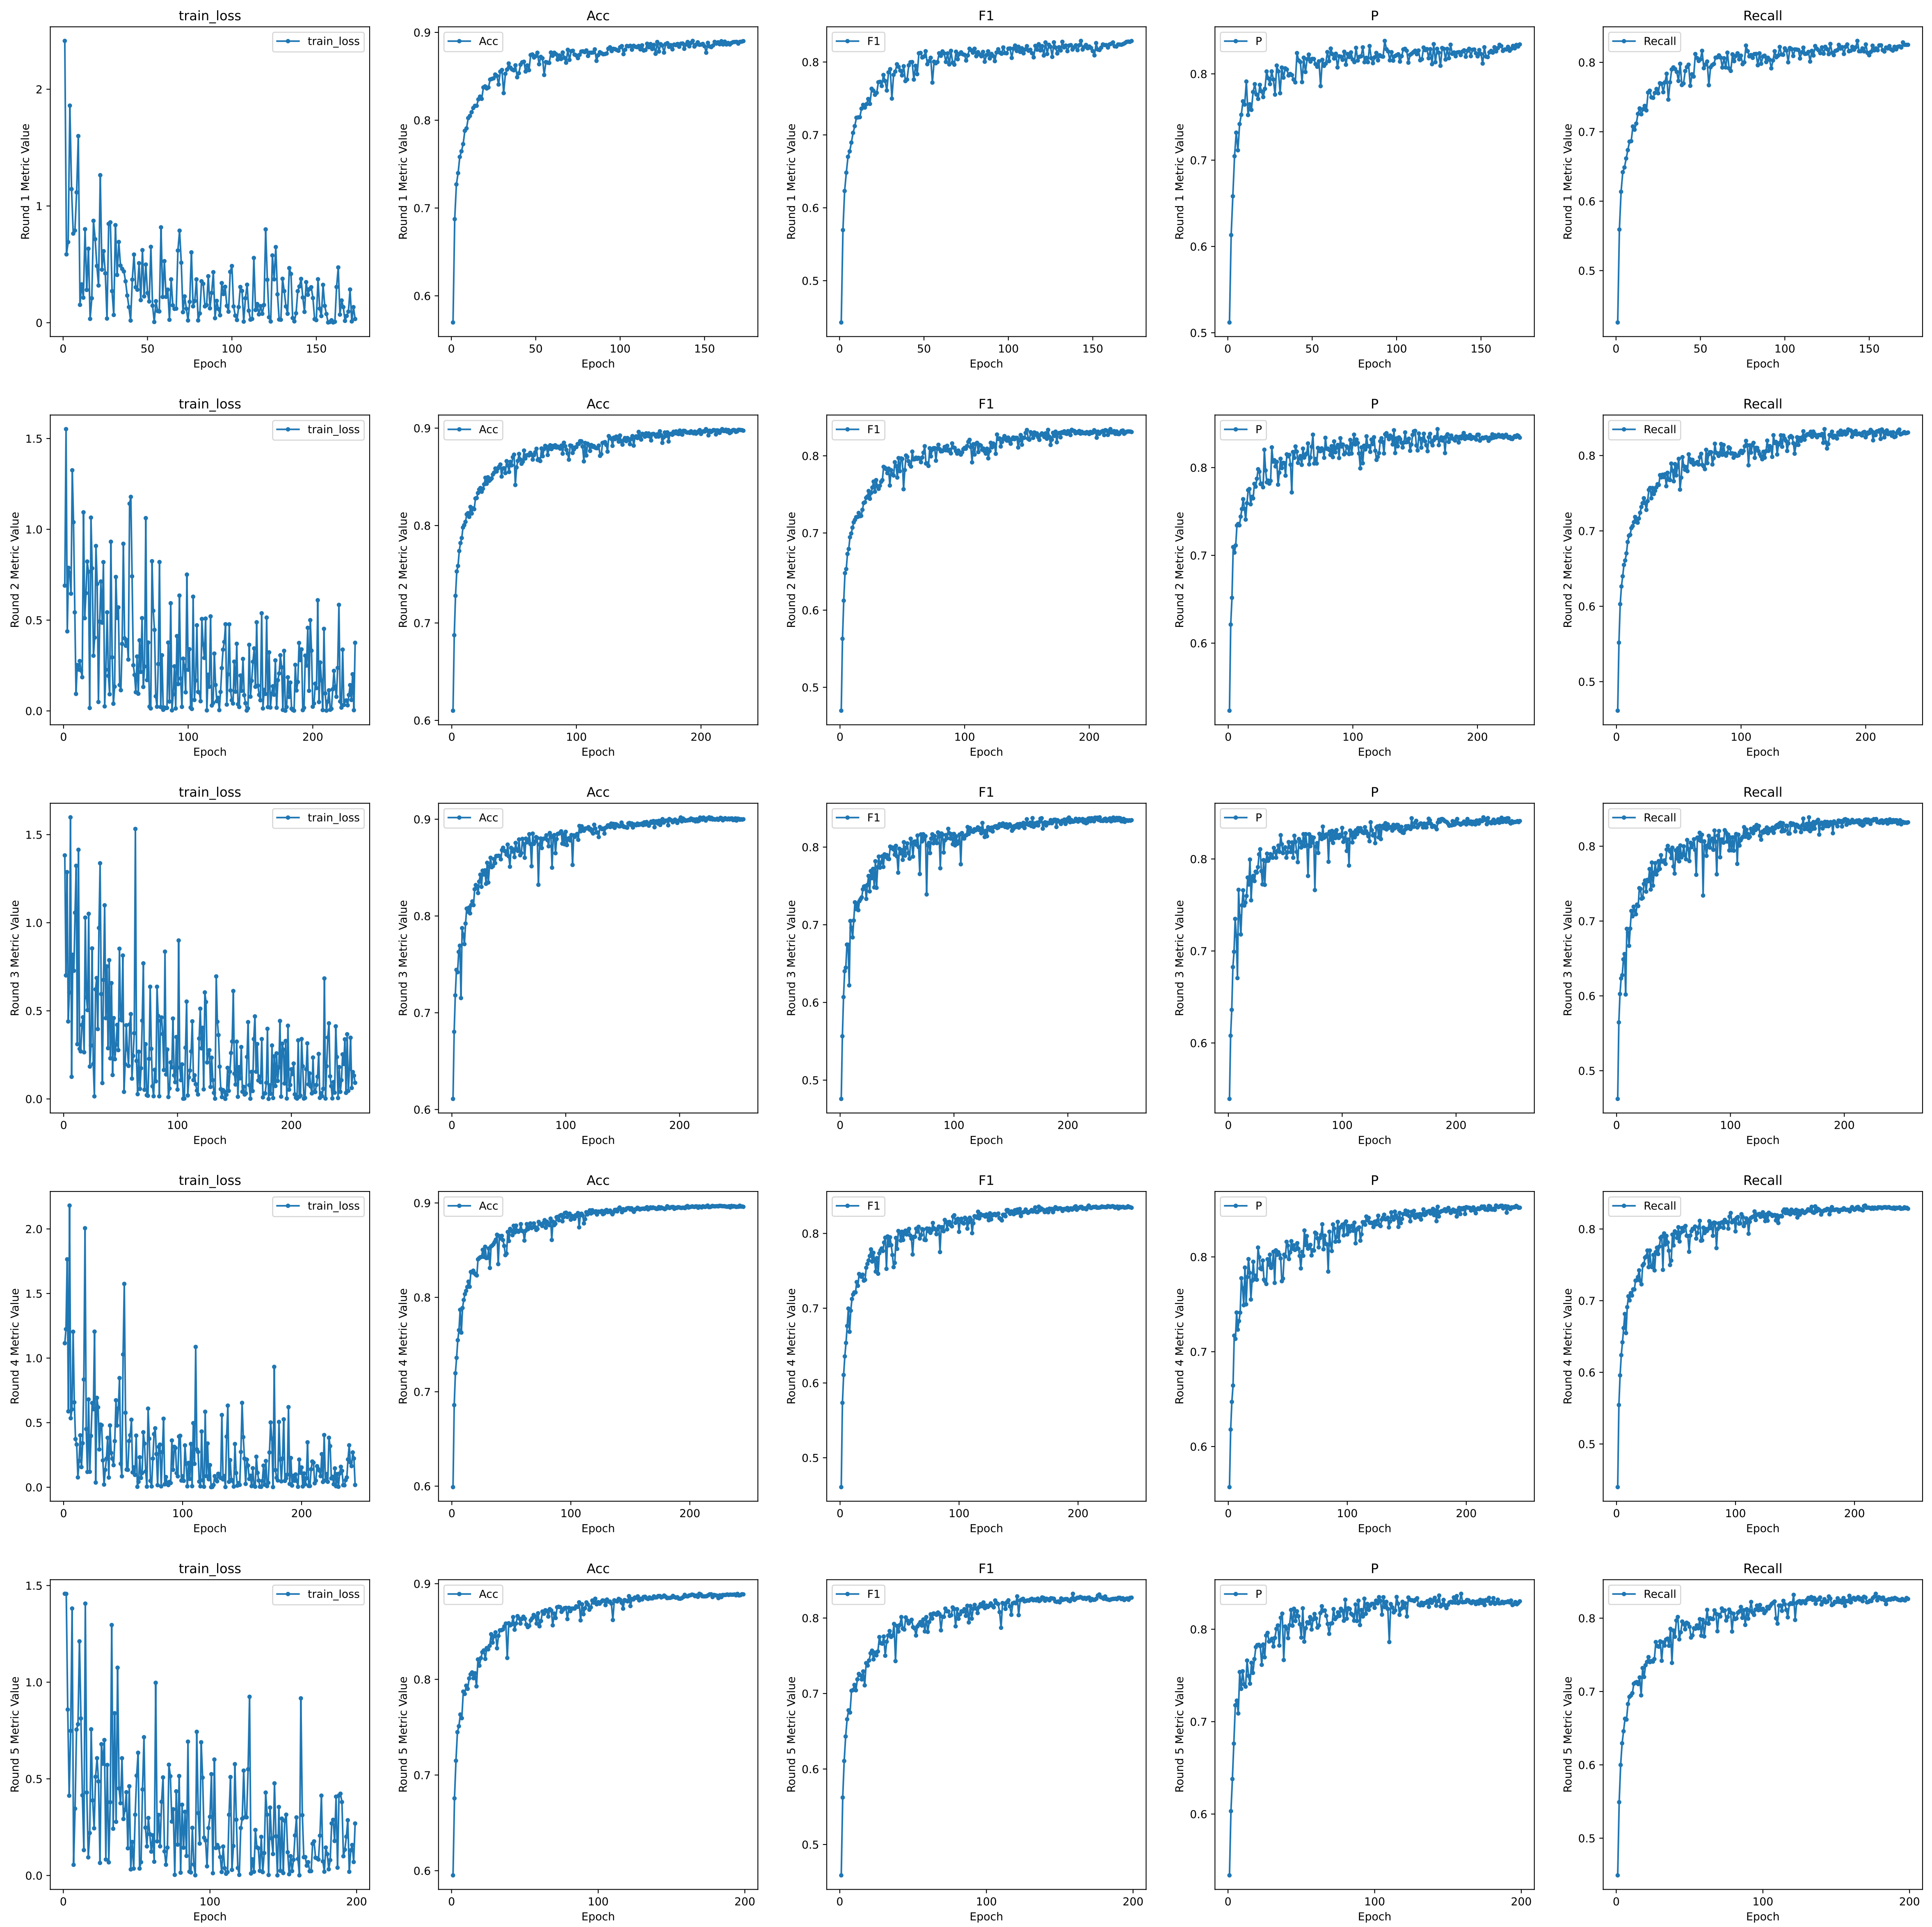 train_loss
train_loss
Round 1 Metric Value
2
1
0
0 50 100 150
Epoch
Acc
Acc
Round 1 Metric Value
0.9
0.8
0.7
0.6
0 50 100 150
Epoch
F1
F1
Round 1 Metric Value
0.8
0.7
0.6
0.5
0 50 100 150
Epoch
P
P
Round 1 Metric Value
0.8
0.7
0.6
0.5
0 50 100 150
Epoch
Recall
Recall
Round 1 Metric Value
0.8
0.7
0.6
0.5
0 50 100 150
Epoch
train_loss
train_loss
Round 2 Metric Value
1.5
1.0
0.5
0.0
0 100 200
Epoch
Acc
Acc
Round 2 Metric Value
0.9
0.8
0.7
0.6
0 100 200
Epoch
F1
F1
Round 2 Metric Value
0.8
0.7
0.6
0.5
0 100 200
Epoch
P
P
Round 2 Metric Value
0.8
0.7
0.6
0 100 200
Epoch
Recall
Recall
Round 2 Metric Value
0.8
0.7
0.6
0.5
0 100 200
Epoch
train_loss
train_loss
Round 3 Metric Value
1.5
1.0
0.5
0.0
0 100 200
Epoch
Acc
Acc
Round 3 Metric Value
0.9
0.8
0.7
0.6
0 100 200
Epoch
F1
F1
Round 3 Metric Value
0.8
0.7
0.6
0.5
0 100 200
Epoch
P
P
Round 3 Metric Value
0.8
0.7
0.6
0 100 200
Epoch
Recall
Recall
Round 3 Metric Value
0.8
0.7
0.6
0.5
0 100 200
Epoch
train_loss
train_loss
Round 4 Metric Value
2.0
1.5
1.0
0.5
0.0
0 100 200
Epoch
Acc
Acc
Round 4 Metric Value
0.9
0.8
0.7
0.6
0 100 200
Epoch
F1
F1
Round 4 Metric Value
0.8
0.7
0.6
0.5
0 100 200
Epoch
P
P
Round 4 Metric Value
0.8
0.7
0.6
0 100 200
Epoch
Recall
Recall
Round 4 Metric Value
0.8
0.7
0.6
0.5
0 100 200
Epoch
train_loss
train_loss
Round 5 Metric Value
1.5
1.0
0.5
0.0
0 100 200
Epoch
Acc
Acc
Round 5 Metric Value
0.9
0.8
0.7
0.6
0 100 200
Epoch
F1
F1
Round 5 Metric Value
0.8
0.7
0.6
0.5
0 100 200
Epoch
P
P
Round 5 Metric Value
0.8
0.7
0.6
0 100 200
Epoch
Recall
Recall
Round 5 Metric Value
0.8
0.7
0.6
0.5
0 100 200
Epoch